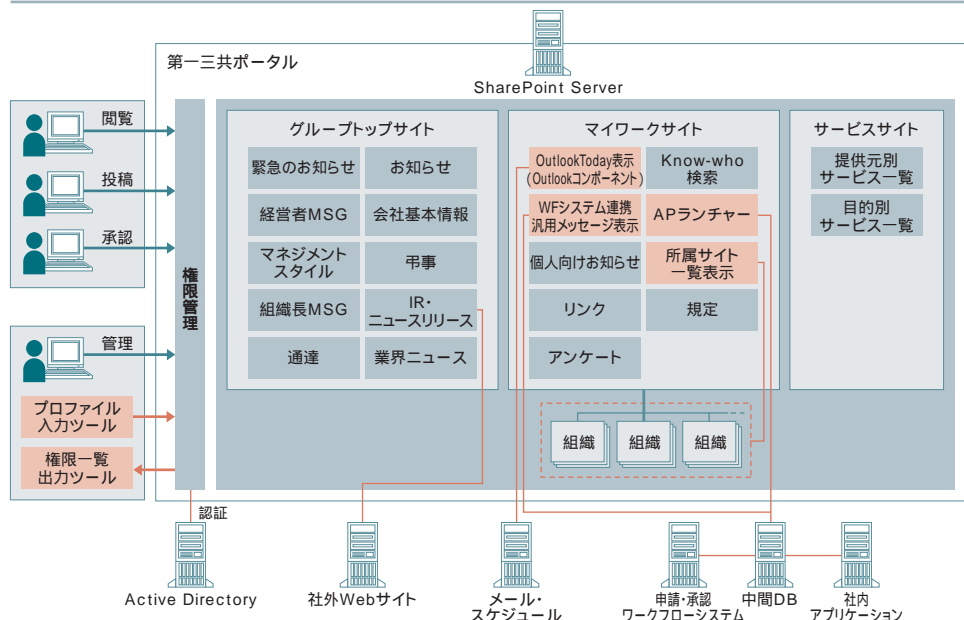 第一三共ポータル
SharePoint Server
閲覧
投稿
承認
管理
プロファイル
入力ツール
権限一覧
出力ツール
権限管理
グループトップサイト
緊急のお知らせ
お知らせ
経営者MSG
会社基本情報
マネジメント
スタイル
弔事
組織長MSG
IR・
ニュースリリース
通達
業界ニュース
マイワークサイト
OutlookToday表示
(Outlookコンポーネント)
Know-who
検索
WFシステム連携
汎用メッセージ表示
APランチャー
個人向けお知らせ
所属サイト
一覧表示
リンク
規定
アンケート
組織
組織
組織
サービスサイト
提供元別
サービス一覧
目的別
サービス一覧
認証
Active Directory
社外Webサイト
メール・
スケジュール
申請・承認
ワークフローシステム
中間DB
社内
アプリケーション